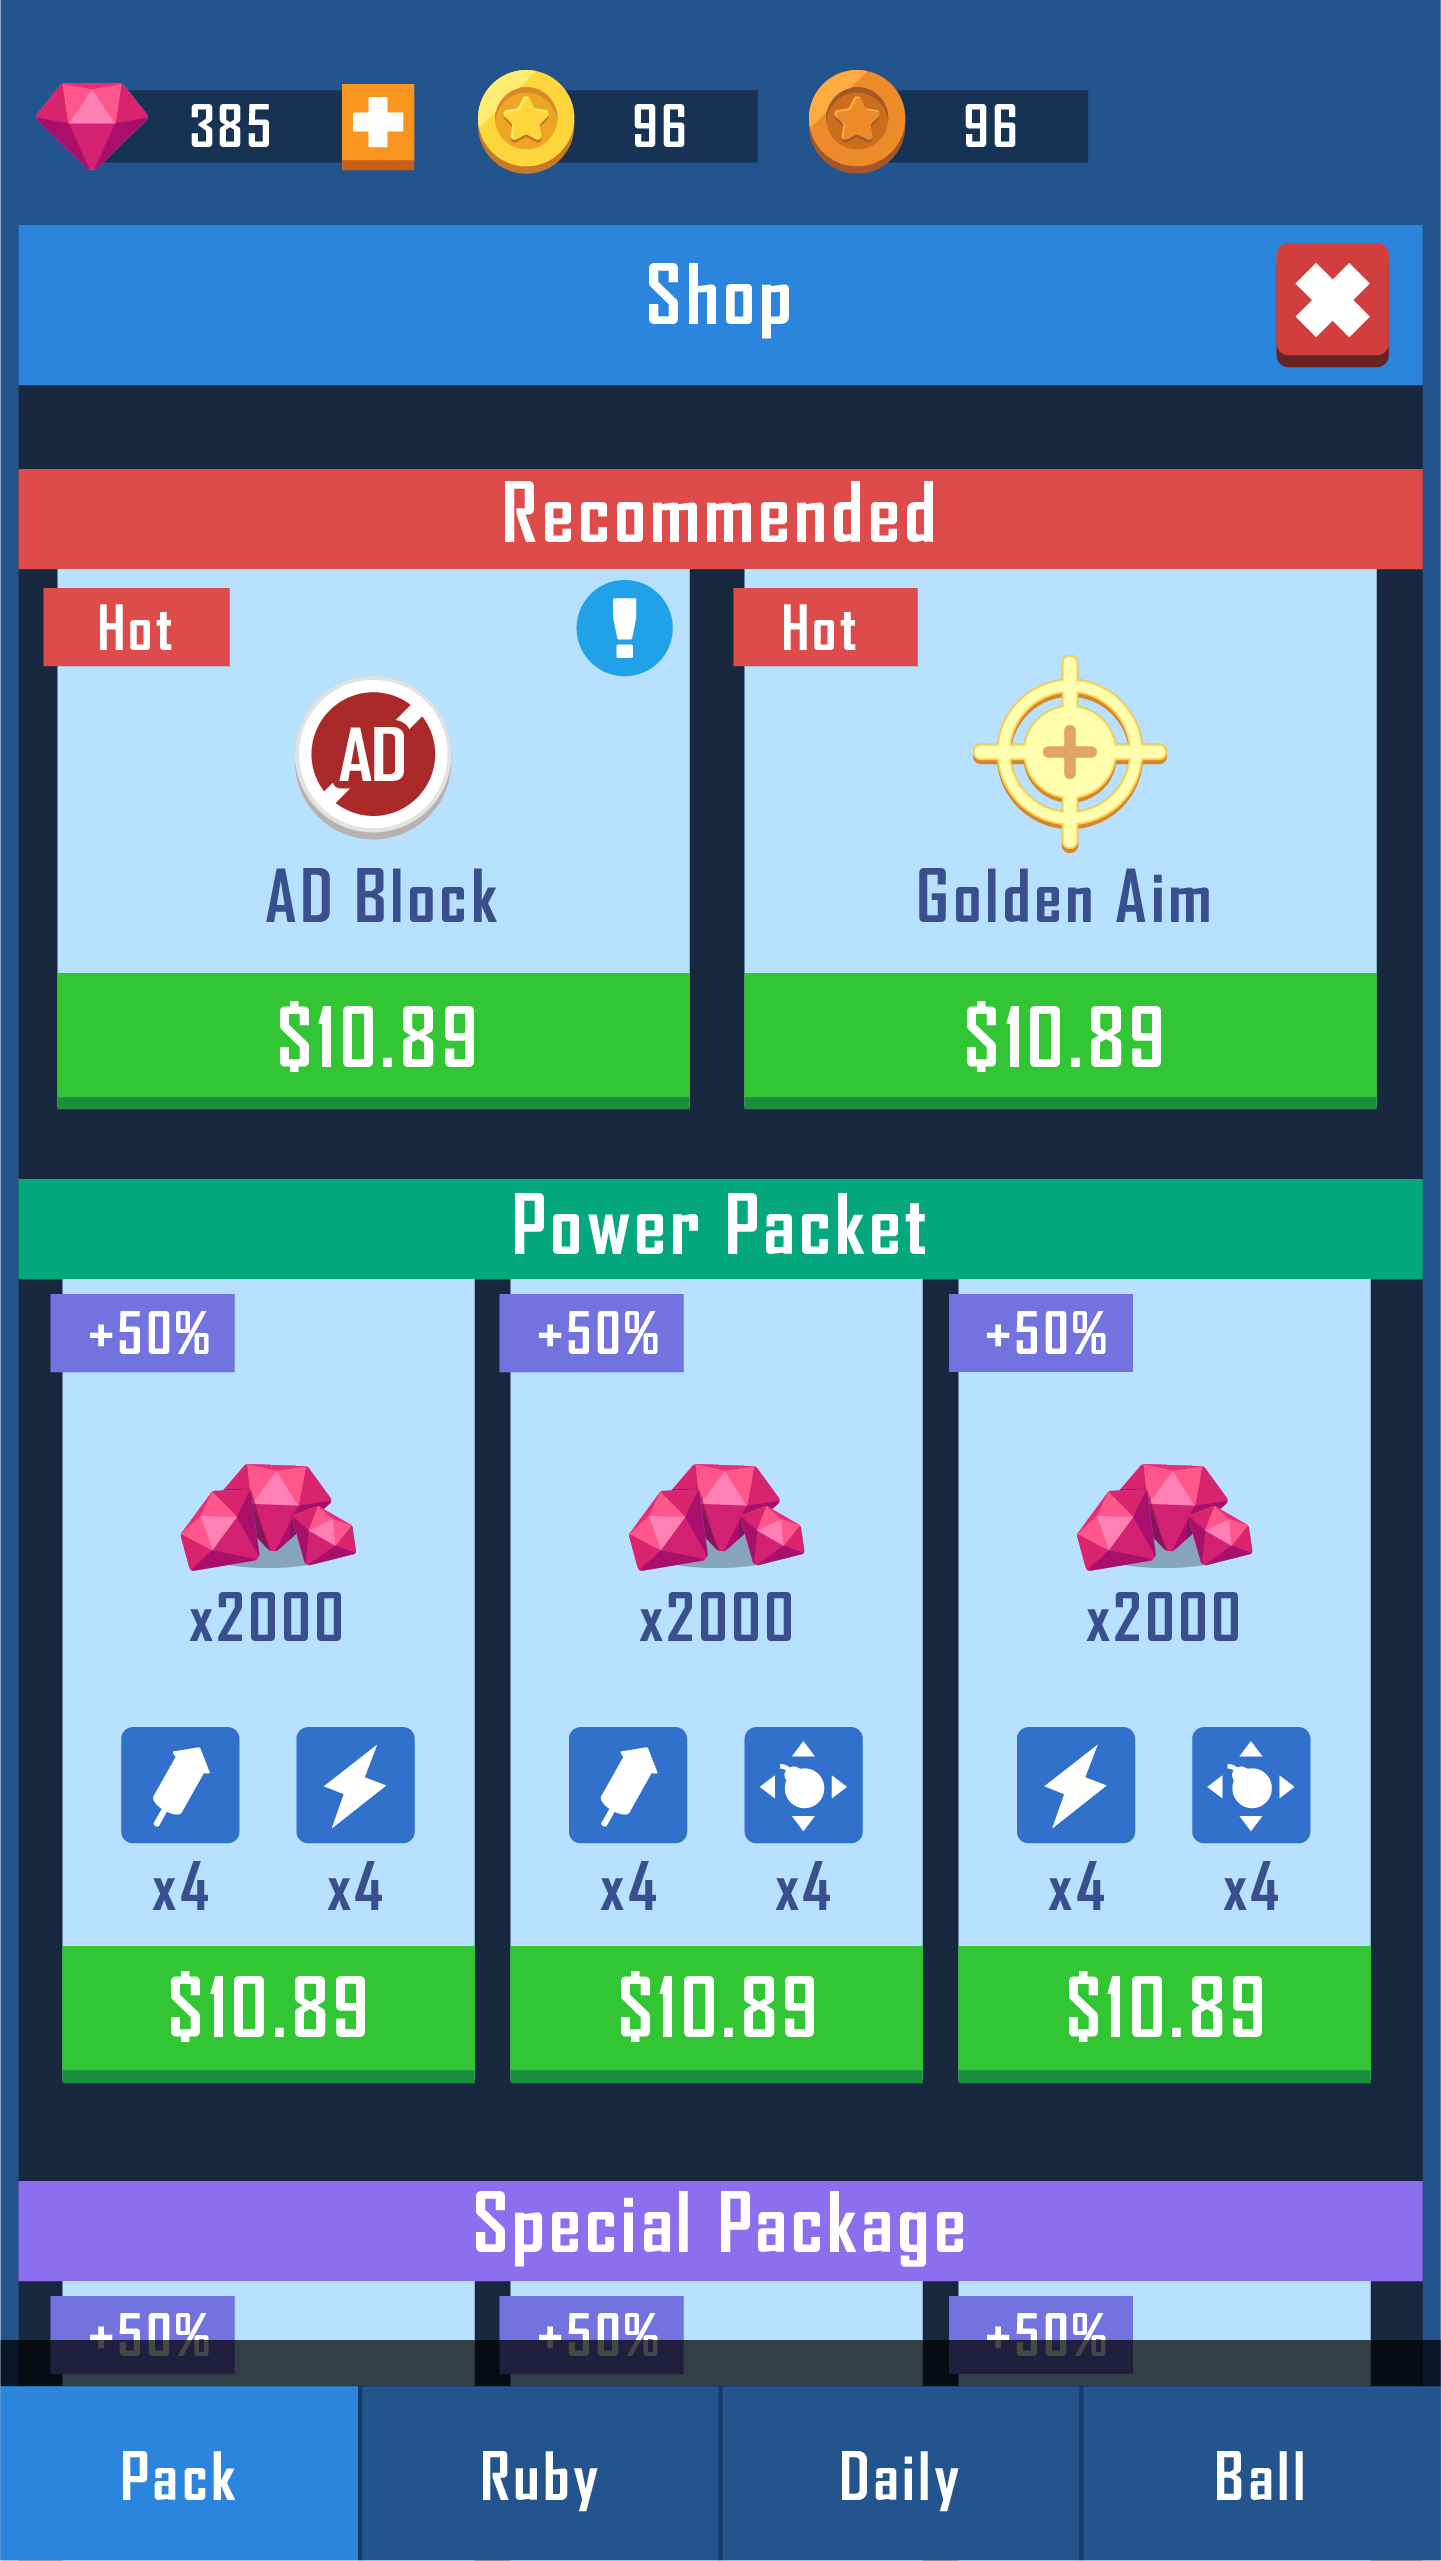 385 96 96
Shop
Recommended
Hot Hot
!
AD
AD Block Golden Aim
$10.89 $10.89
Power Packet
+50% +50% +50%
x2000 x2000 x2000
x4 x4 x4 x4 x4 x4
$10.89 $10.89 $10.89
Special Package
+50% +50% +50%
Pack Ruby Daily Ball